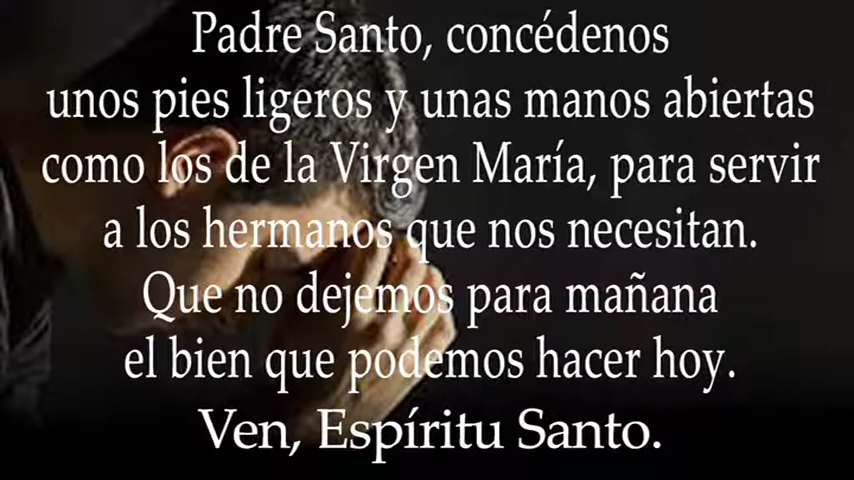 Padre Santo, concédenos
unos pies ligeros y unas manos abiertas
como los de la Virgen María, para servir
a los hermanos que nos necesitan.
Que no dejemos para mañana
el bien que podemos hacer hoy.
Ven, Espíritu Santo.